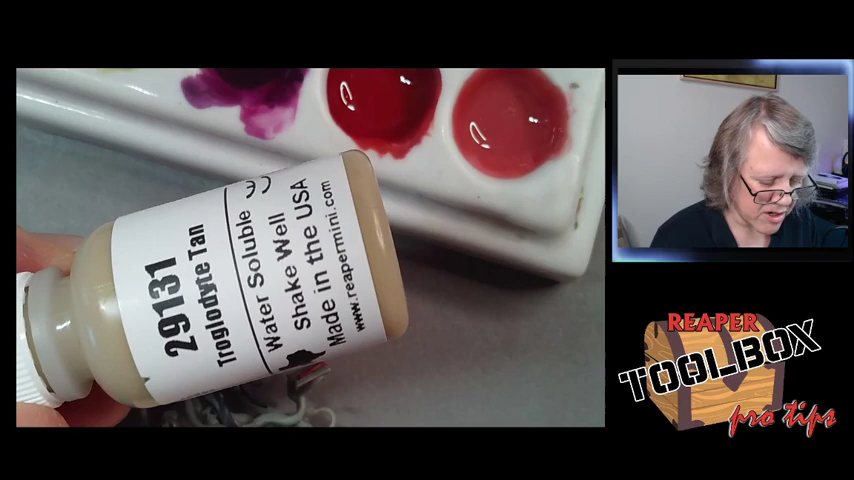 29131
Troglodyte Tan
Water Soluble
Shake Well
Made in the USA
www.reapermini.com
REAPER
TOOLBOX
pro tips